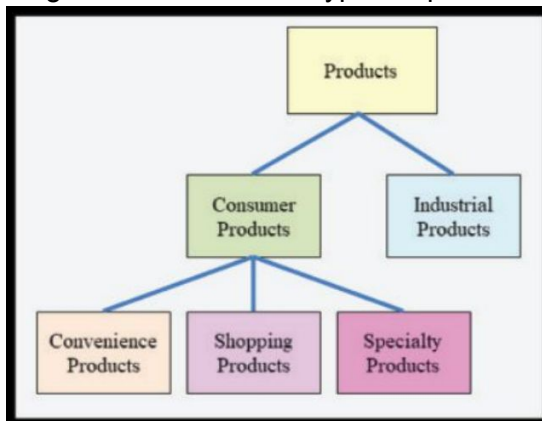 Products
Consumer
Products
Industrial
Products
Convenience
Products
Shopping
Products
Specialty
Products